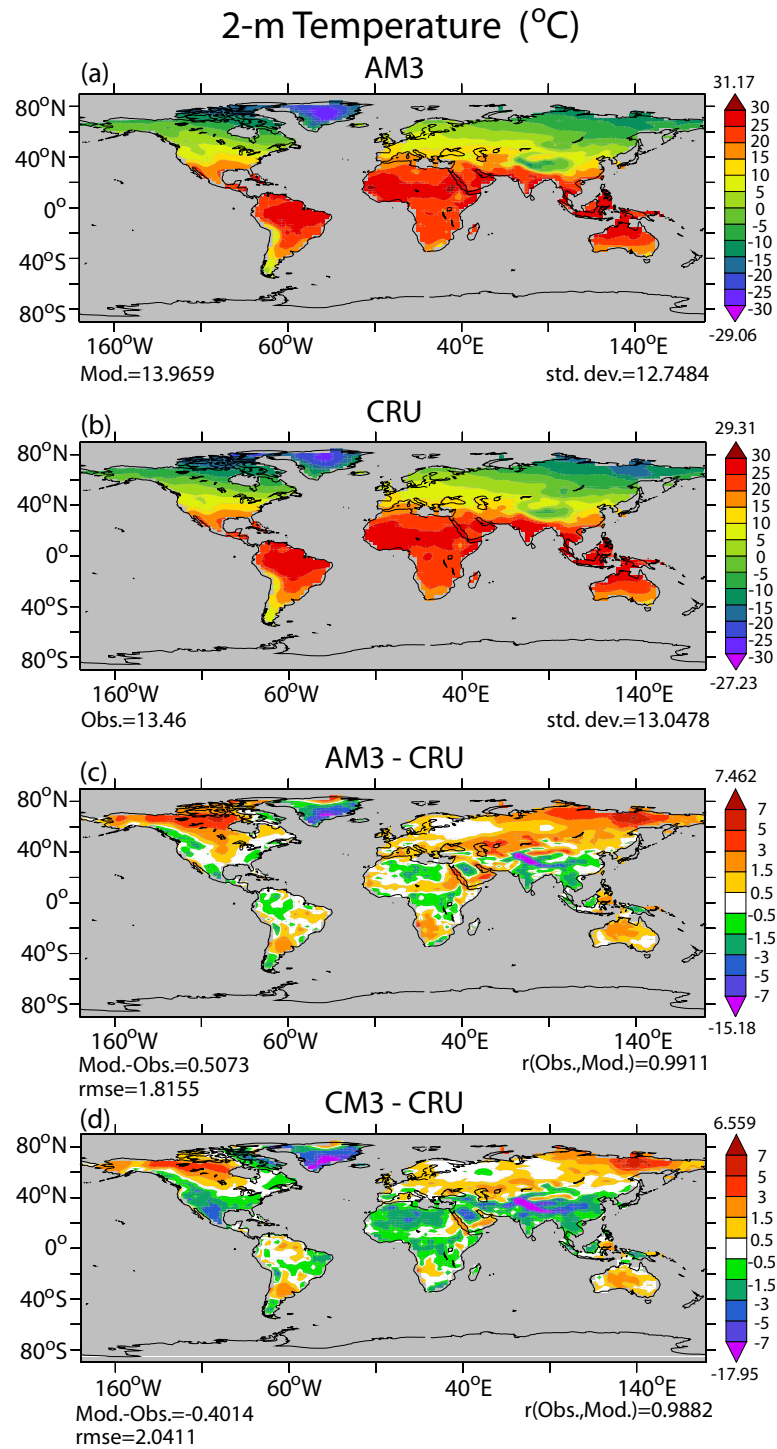 2-m Temperature (°C)
(a)
AM3
31.17
80°N
40°N
0°
40°S
80°S
30
25
20
15
10
5
0
-5
-10
-15
-20
-25
-30
-29.06
160°W
60°W
40°E
140°E
Mod.=13.9659
std. dev.=12.7484
(b)
CRU
29.31
80°N
40°N
0°
40°S
80°S
30
25
20
15
10
5
0
-5
-10
-15
-20
-25
-30
-27.23
160°W
60°W
40°E
140°E
Obs.=13.46
std. dev.=13.0478
(c)
AM3 - CRU
7.462
80°N
40°N
0°
40°S
80°S
7
5
3
1.5
0.5
-0.5
-1.5
-3
-5
-7
-15.18
160°W
60°W
40°E
140°E
Mod.-Obs.=0.5073
r(Obs.,Mod.)=0.9911
rmse=1.8155
(d)
CM3 - CRU
6.559
80°N
40°N
0°
40°S
80°S
7
5
3
1.5
0.5
-0.5
-1.5
-3
-5
-7
-17.95
160°W
60°W
40°E
140°E
Mod.-Obs.=-0.4014
r(Obs.,Mod.)=0.9882
rmse=2.0411